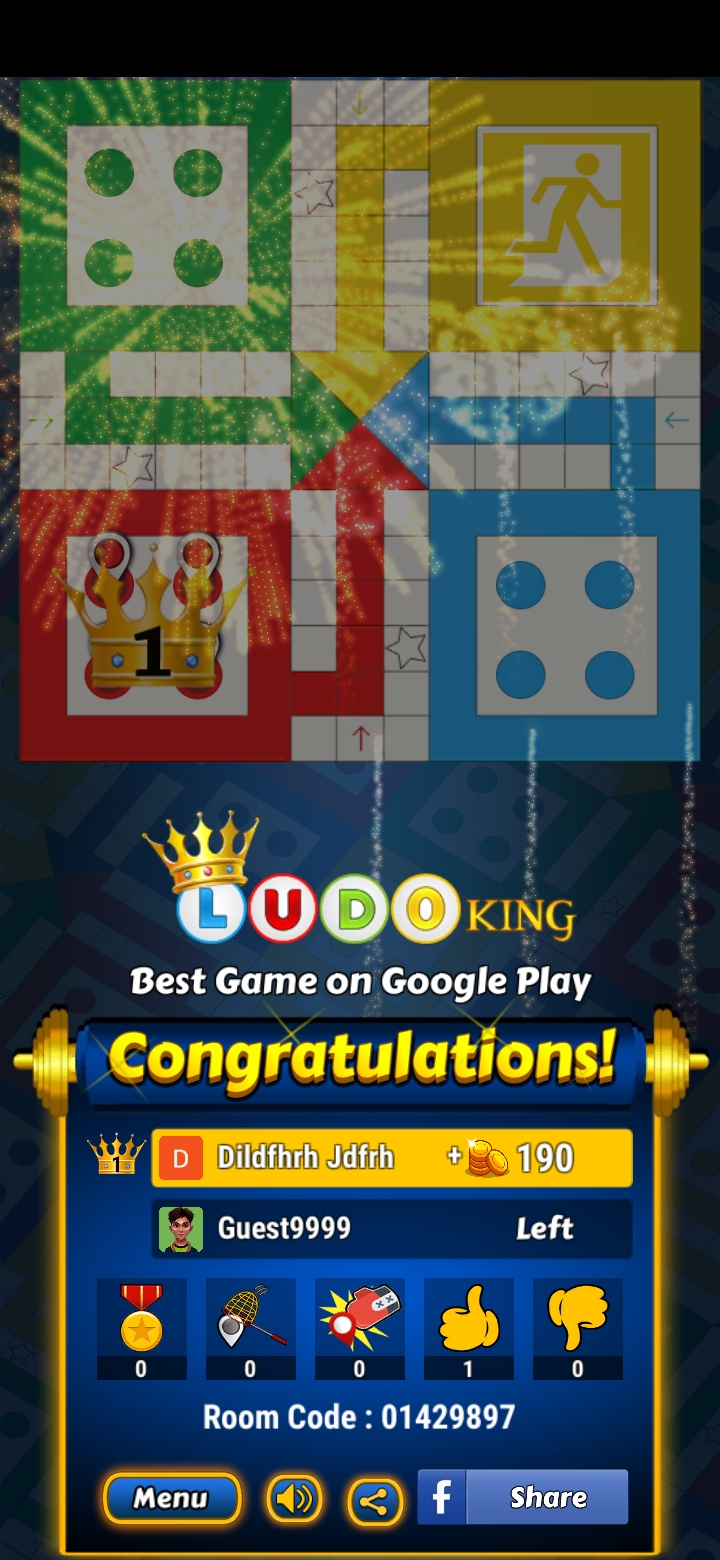 1
LUDO KING
Best Game on Google Play
Congratulations!
1 D Dildfhrh Jdfrh + 190
Guest9999 Left
0 0 0 1 0
Room Code : 01429897
Menu f Share